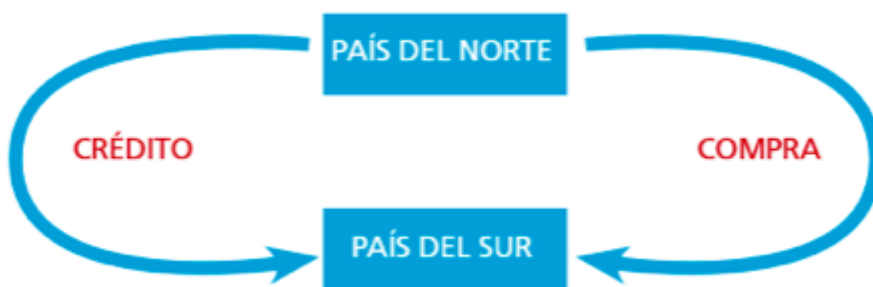 PAÍS DEL NORTE
CRÉDITO
COMPRA
PAÍS DEL SUR